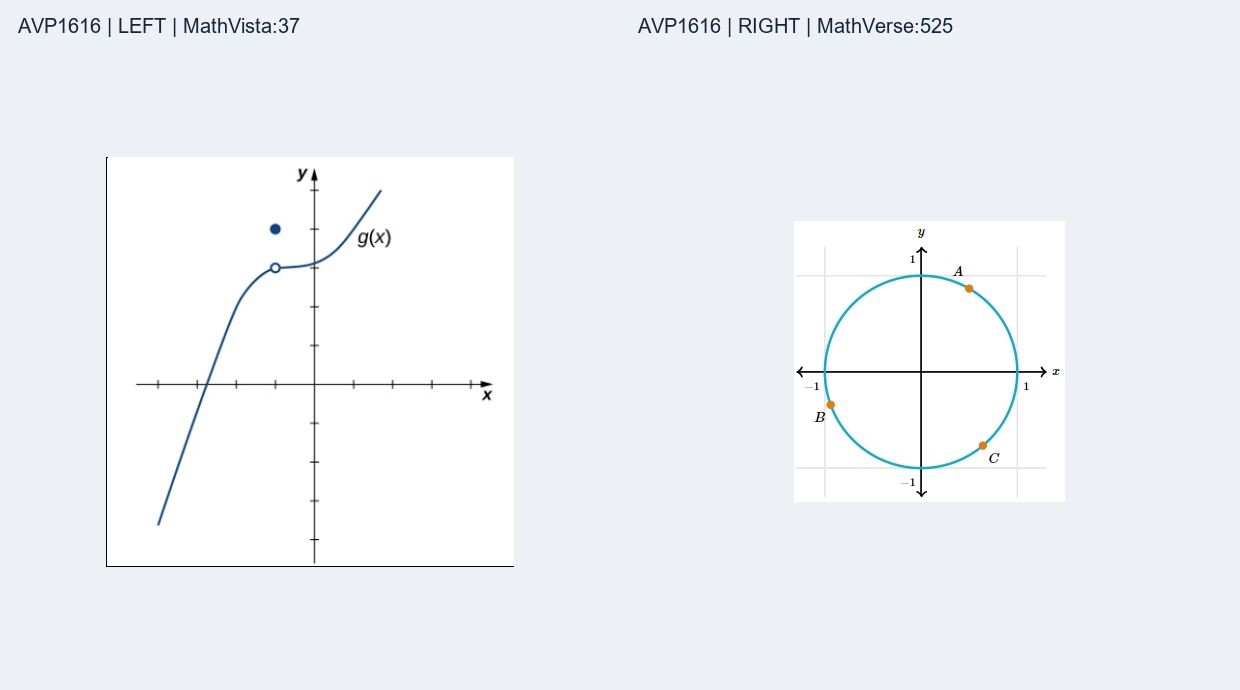 AVP1616 | LEFT | MathVista:37
AVP1616 | RIGHT | MathVerse:525
y
g(x)
x
y
1
A
x
−1
1
B
C
−1